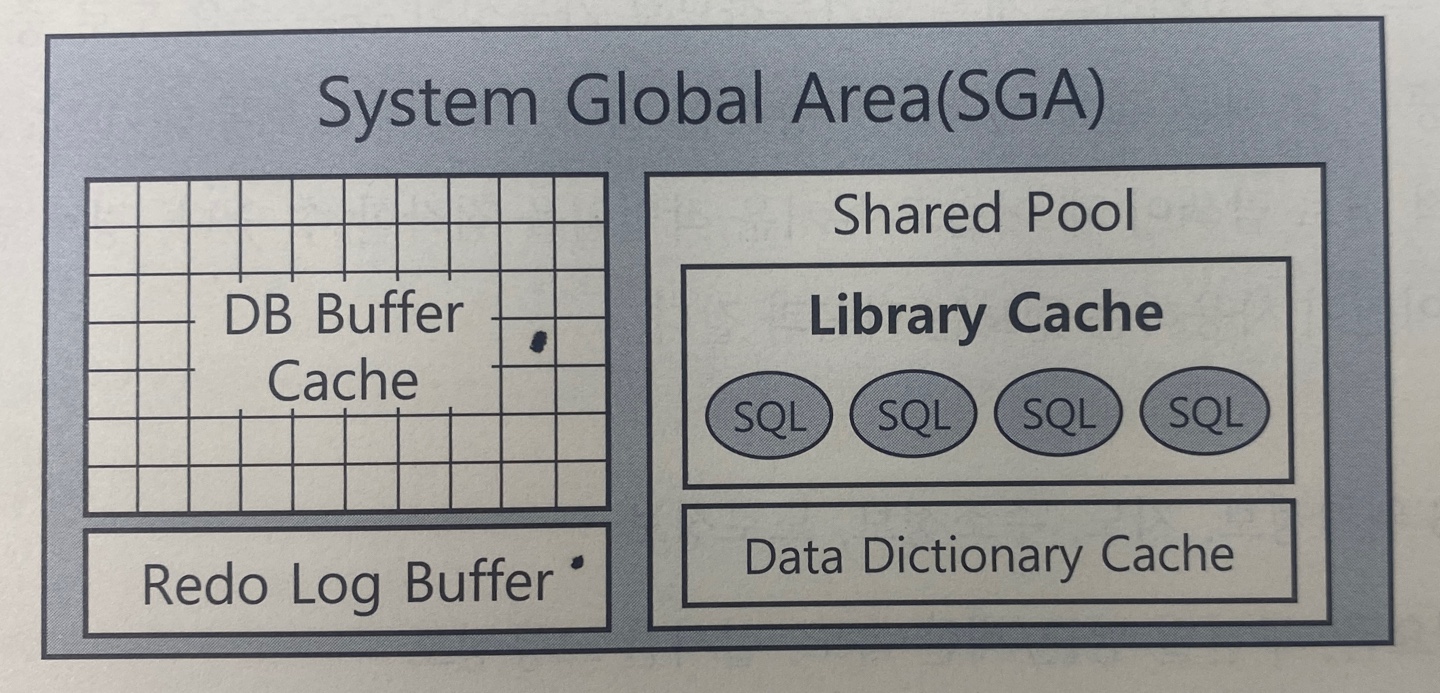 System Global Area(SGA)
DB Buffer
Cache
Redo Log Buffer
Shared Pool
Library Cache
SQL SQL SQL SQL
Data Dictionary Cache